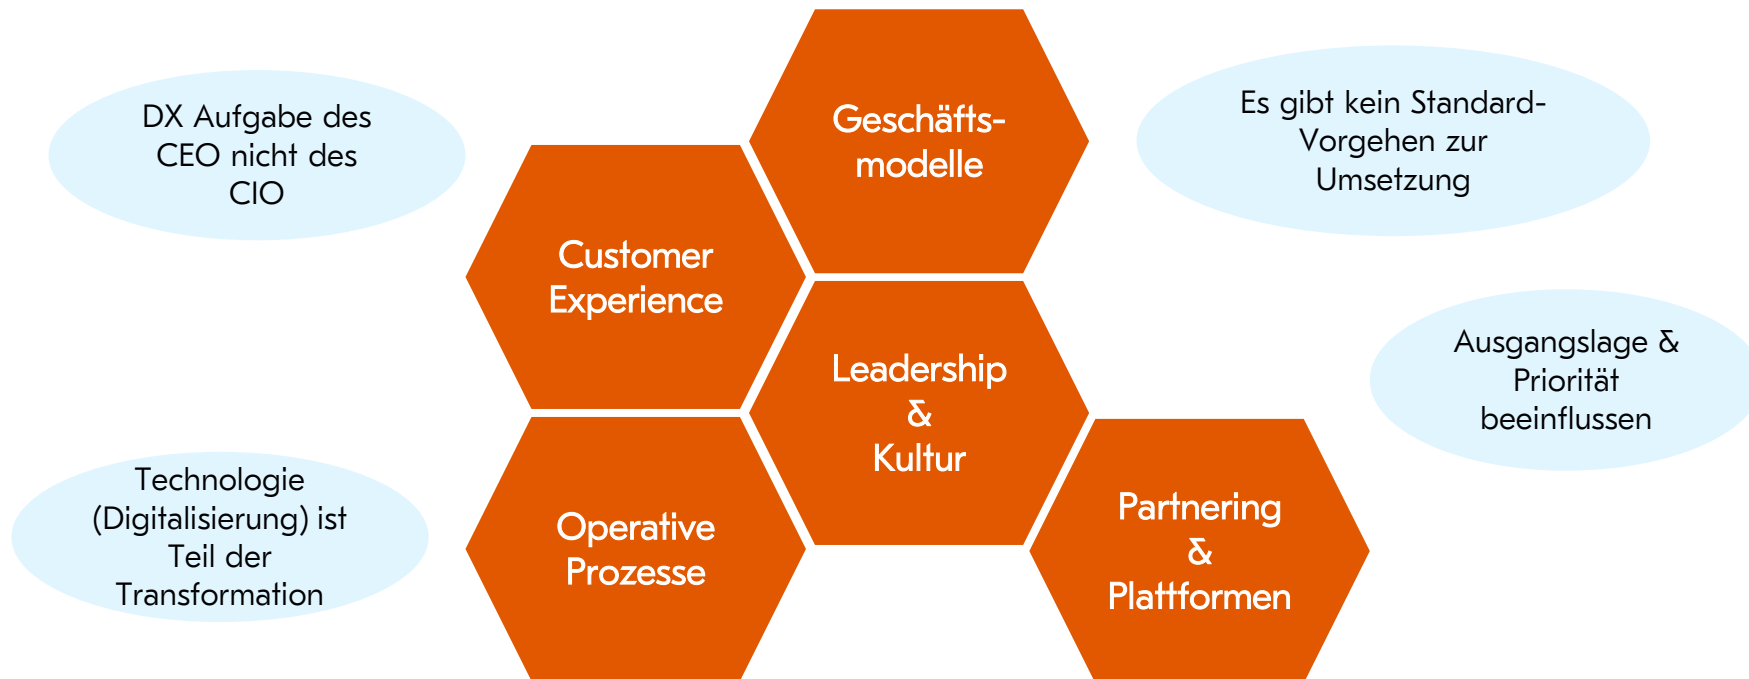 DX Aufgabe des
CEO nicht des
CIO
Geschäfts-
modelle
Es gibt kein Standard-
Vorgehen zur
Umsetzung
Customer
Experience
Leadership
&
Kultur
Ausgangslage &
Priorität
beeinflussen
Technologie
(Digitalisierung) ist
Teil der
Transformation
Operative
Prozesse
Partnering
&
Plattformen